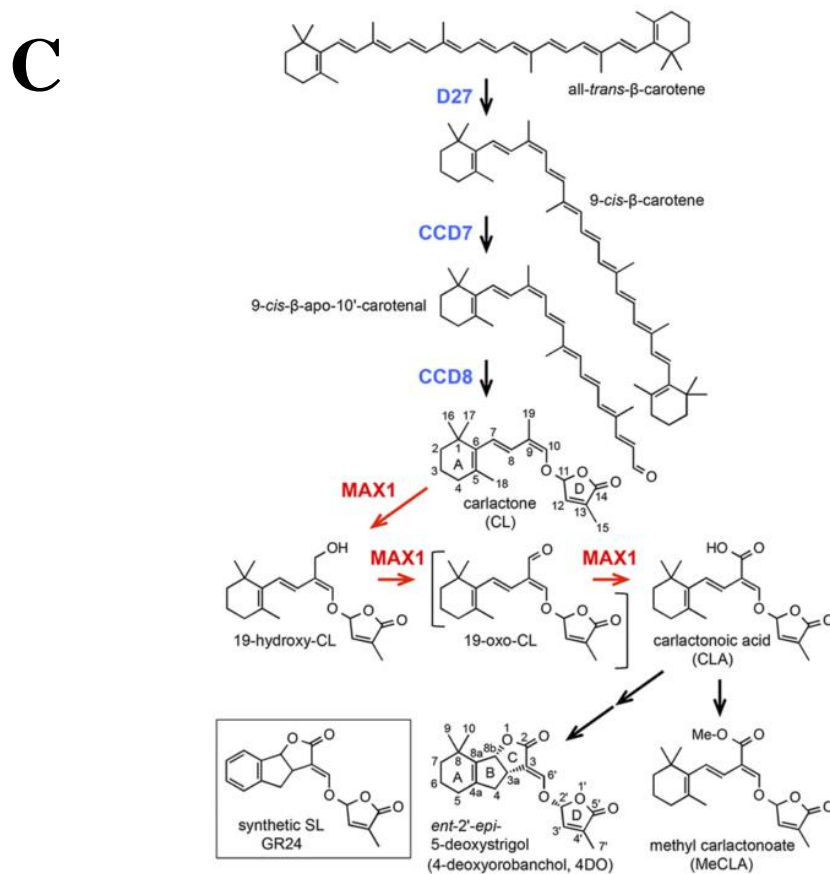 C
all-trans-β-carotene
D27
9-cis-β-carotene
CCD7
9-cis-β-apo-10'-carotenal
CCD8
O
16 17 19
7 10
2 1 6 9
A 8 O 11 O
3 5 D O
4 18 12 13 14
15
carlactone
(CL)
MAX1
OH
O
O
O
19-hydroxy-CL
MAX1
O
O
O
O
19-oxo-CL
MAX1
HO O
O
O
O
carlactonoic acid
(CLA)
O
O
O
O
O
synthetic SL
GR24
9 10 1
O 2 O
8 8b C
7 8a 3
A B 3a 6'
6 4a 4 O 2' 1' O
5 D 5' O
3' 4'
7'
ent-2'-epi-
5-deoxystrigol
(4-deoxyorobanchol, 4DO)
Me-O O
O
O
O
methyl carlactonoate
(MeCLA)